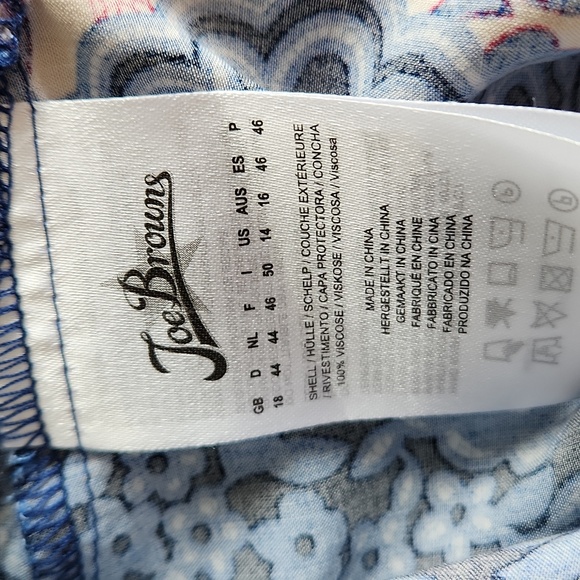 Joe Browns
GB D NL F I US AUS ES P
18 44 44 46 50 14 16 46 46
SHELL / HÜLLE / SCHELP / COUCHE EXTÉRIEURE
/ RIVESTIMENTO / CAPA PROTECTORA / CONCHA
100% VISCOSE / VISKOSE / VISCOSA / Viscosa
MADE IN CHINA
HERGESTELLT IN CHINA
GEMAAKT IN CHINA
FABRIQUÉ EN CHINE
FABBRICATO IN CINA
FABRICADO EN CHINA
PRODUZIDO NA CHINA